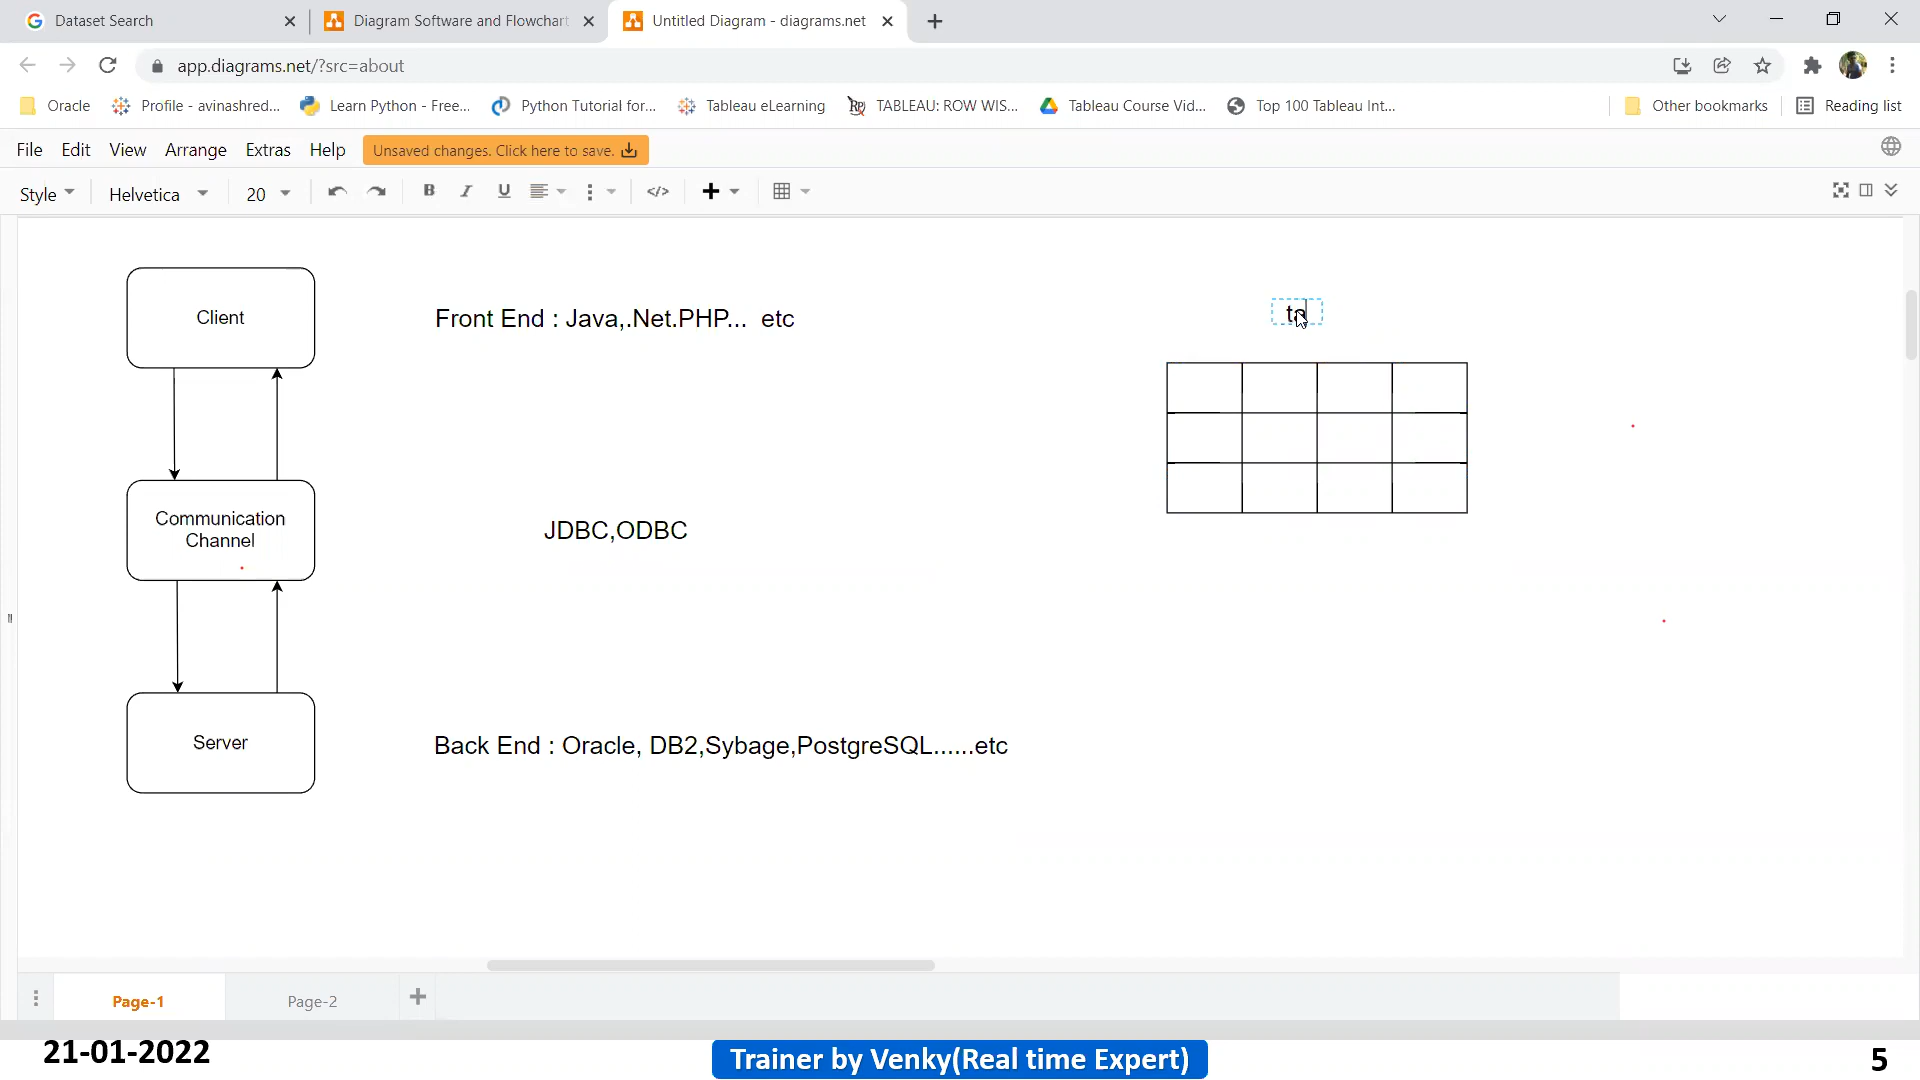 Dataset Search
Diagram Software and Flowchart
Untitled Diagram - diagrams.net
app.diagrams.net/?src=about
Oracle
Profile - avinashred...
Learn Python - Free...
Python Tutorial for...
Tableau eLearning
TABLEAU: ROW WIS...
Tableau Course Vid...
Top 100 Tableau Int...
Other bookmarks
Reading list
File Edit View Arrange Extras Help
Unsaved changes. Click here to save.
Style
Helvetica
20
B I U
Client
Front End : Java,.Net.PHP... etc
ta
Communication
Channel
JDBC,ODBC
Server
Back End : Oracle, DB2,Sybage,PostgreSQL......etc
Page-1
Page-2
21-01-2022
Trainer by Venky(Real time Expert)
5